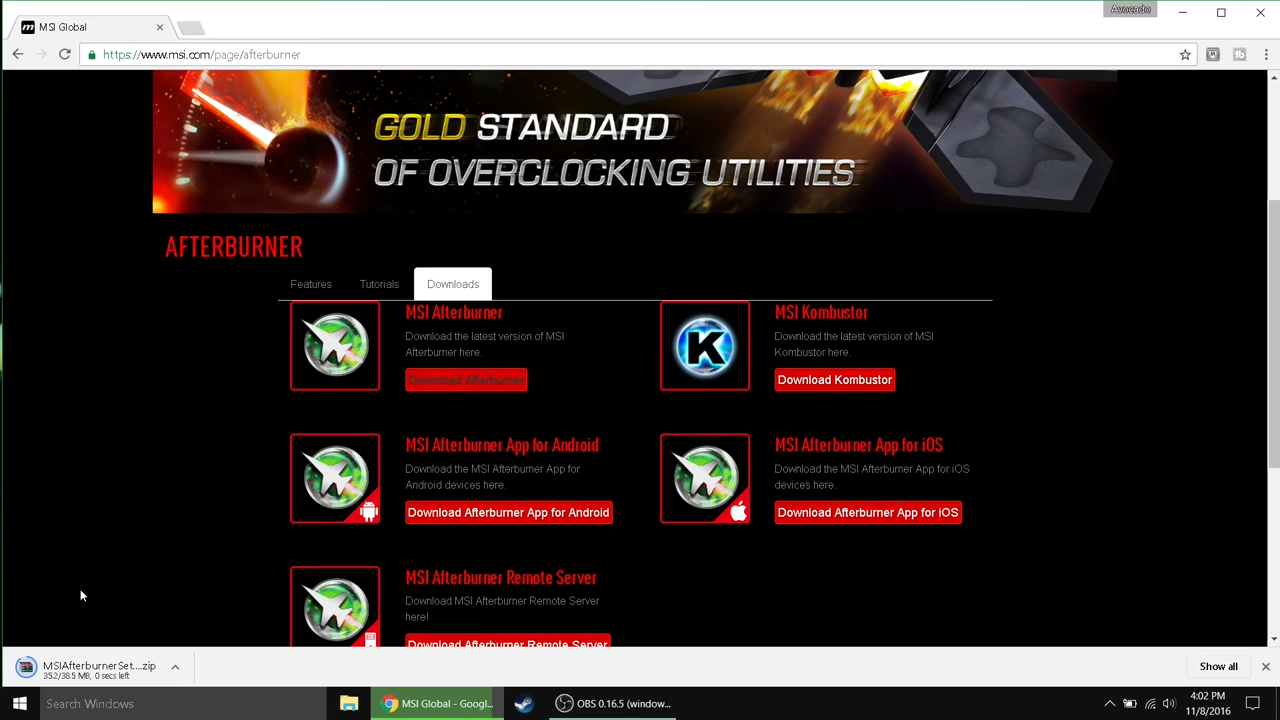 Avocado
MSI Global
https://www.msi.com/page/afterburner
GOLD STANDARD
OF OVERCLOCKING UTILITIES
AFTERBURNER
Features
Tutorials
Downloads
MSI Afterburner
Download the latest version of MSI
Afterburner here.
Download Afterburner
MSI Kombustor
Download the latest version of MSI
Kombustor here.
Download Kombustor
MSI Afterburner App for Android
Download the MSI Afterburner App for
Android devices here.
Download Afterburner App for Android
MSI Afterburner App for iOS
Download the MSI Afterburner App for iOS
devices here.
Download Afterburner App for iOS
MSI Afterburner Remote Server
Download MSI Afterburner Remote Server
here!
Download Afterburner Remote Server
MSIAfterburnerSet....zip
35.2/38.5 MB, 0 secs left
Show all
Search Windows
MSI Global - Googl...
OBS 0.16.5 (window...
4:02 PM
11/8/2016